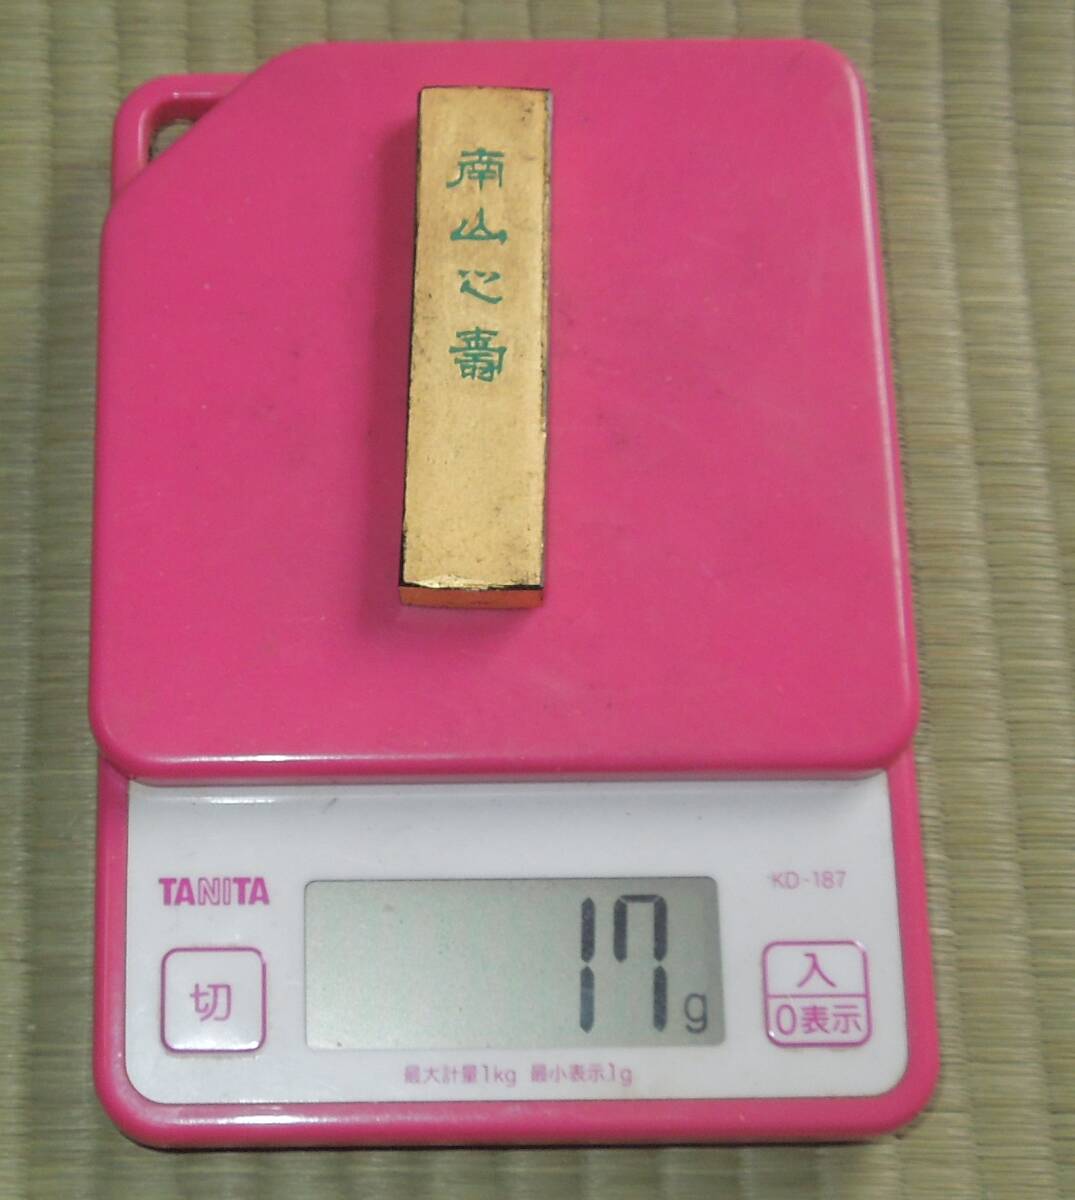 南山之壽
TANITA
KD-187
17g
切
入
0表示
最大計量1kg 最小表示1g